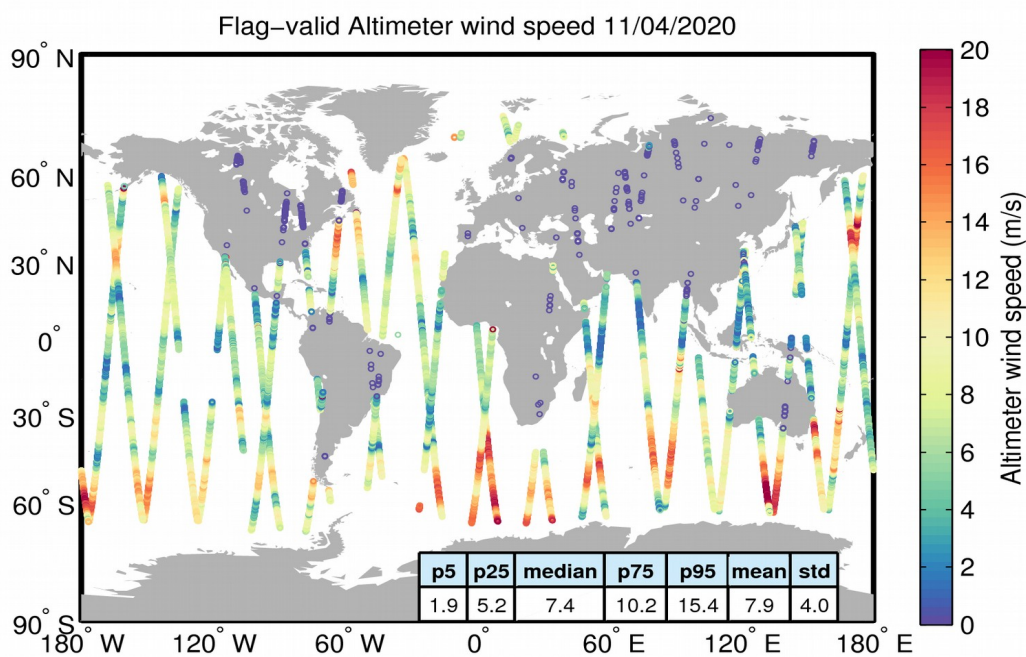 Flag−valid Altimeter wind speed 11/04/2020
90° N
60° N
30° N
0°
30° S
60° S
90° S
180° W
120° W
60° W
0°
60° E
120° E
180° E
p5 p25 median p75 p95 mean std
1.9 5.2 7.4 10.2 15.4 7.9 4.0
20
18
16
14
12
10
8
6
4
2
0
Altimeter wind speed (m/s)